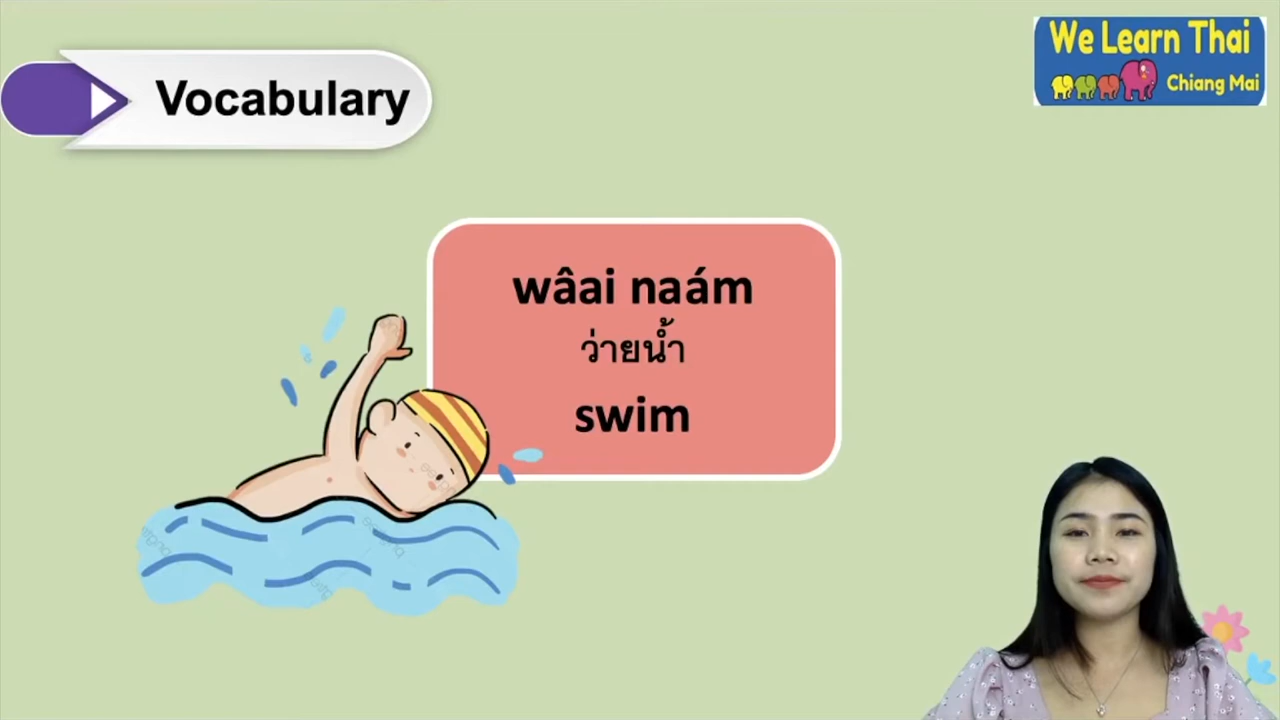 Vocabulary
We Learn Thai
Chiang Mai
wâai naám
ว่ายน้ำ
swim